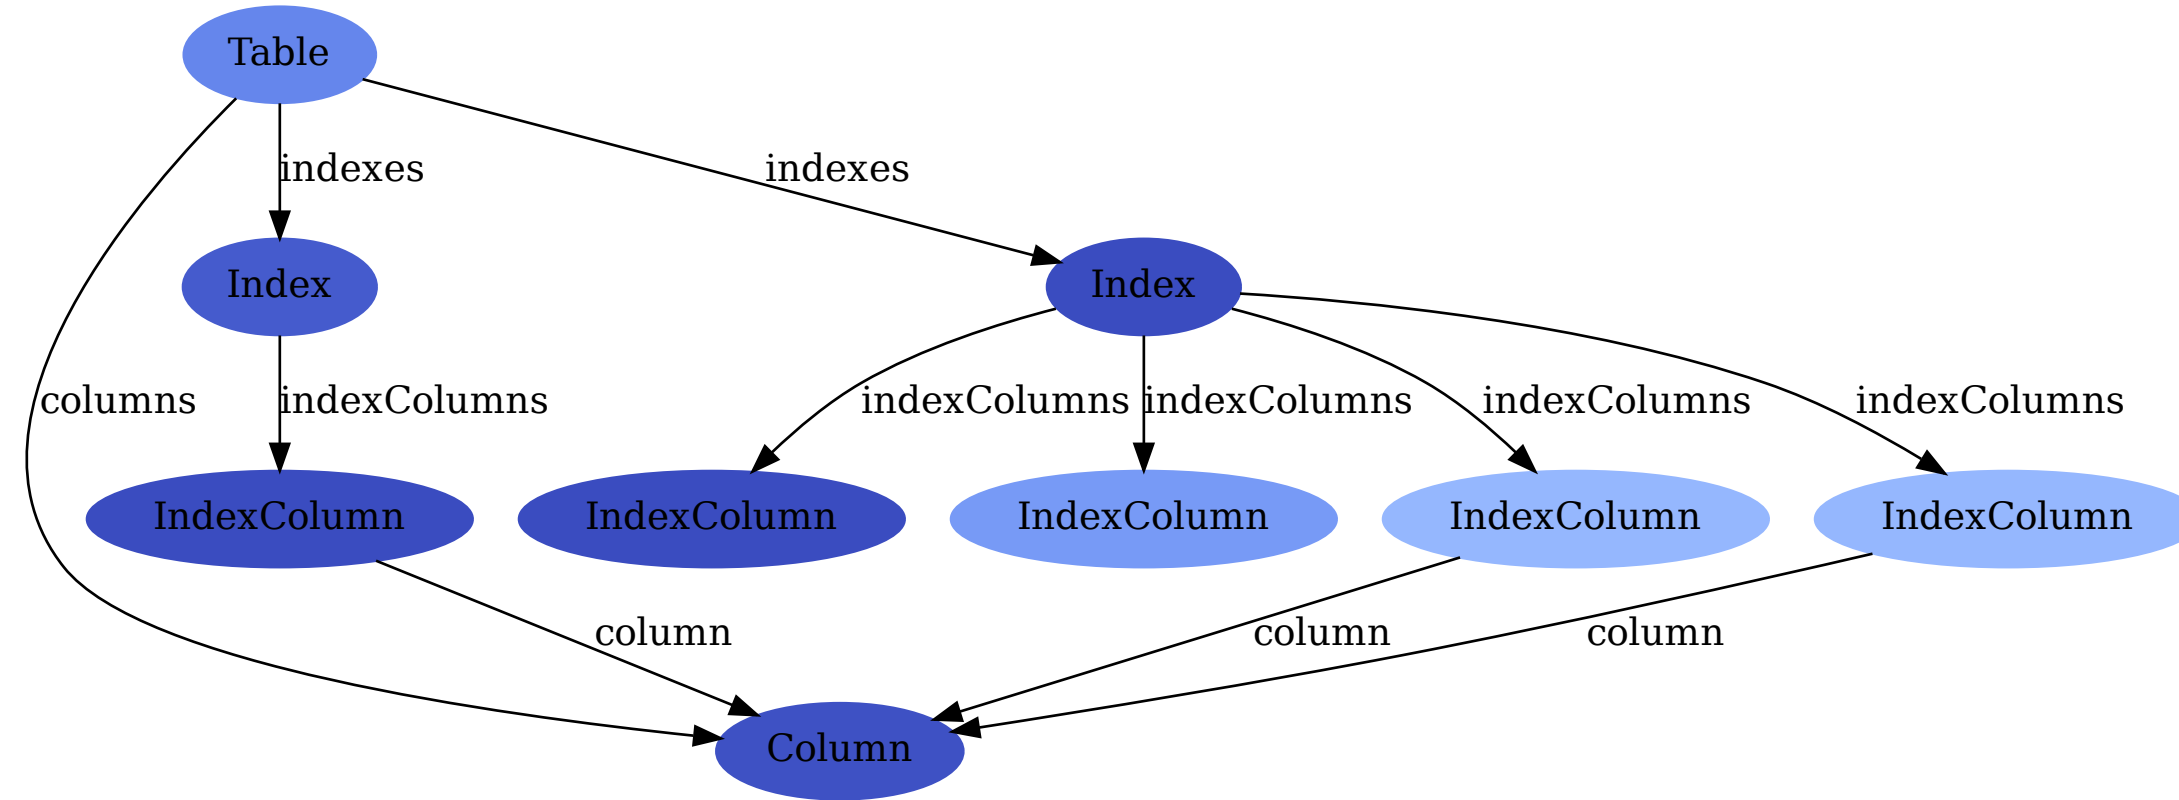 Table
indexes
indexes
Index
Index
columns
indexColumns
indexColumns
indexColumns
indexColumns
indexColumns
IndexColumn
IndexColumn
IndexColumn
IndexColumn
IndexColumn
column
column
column
Column